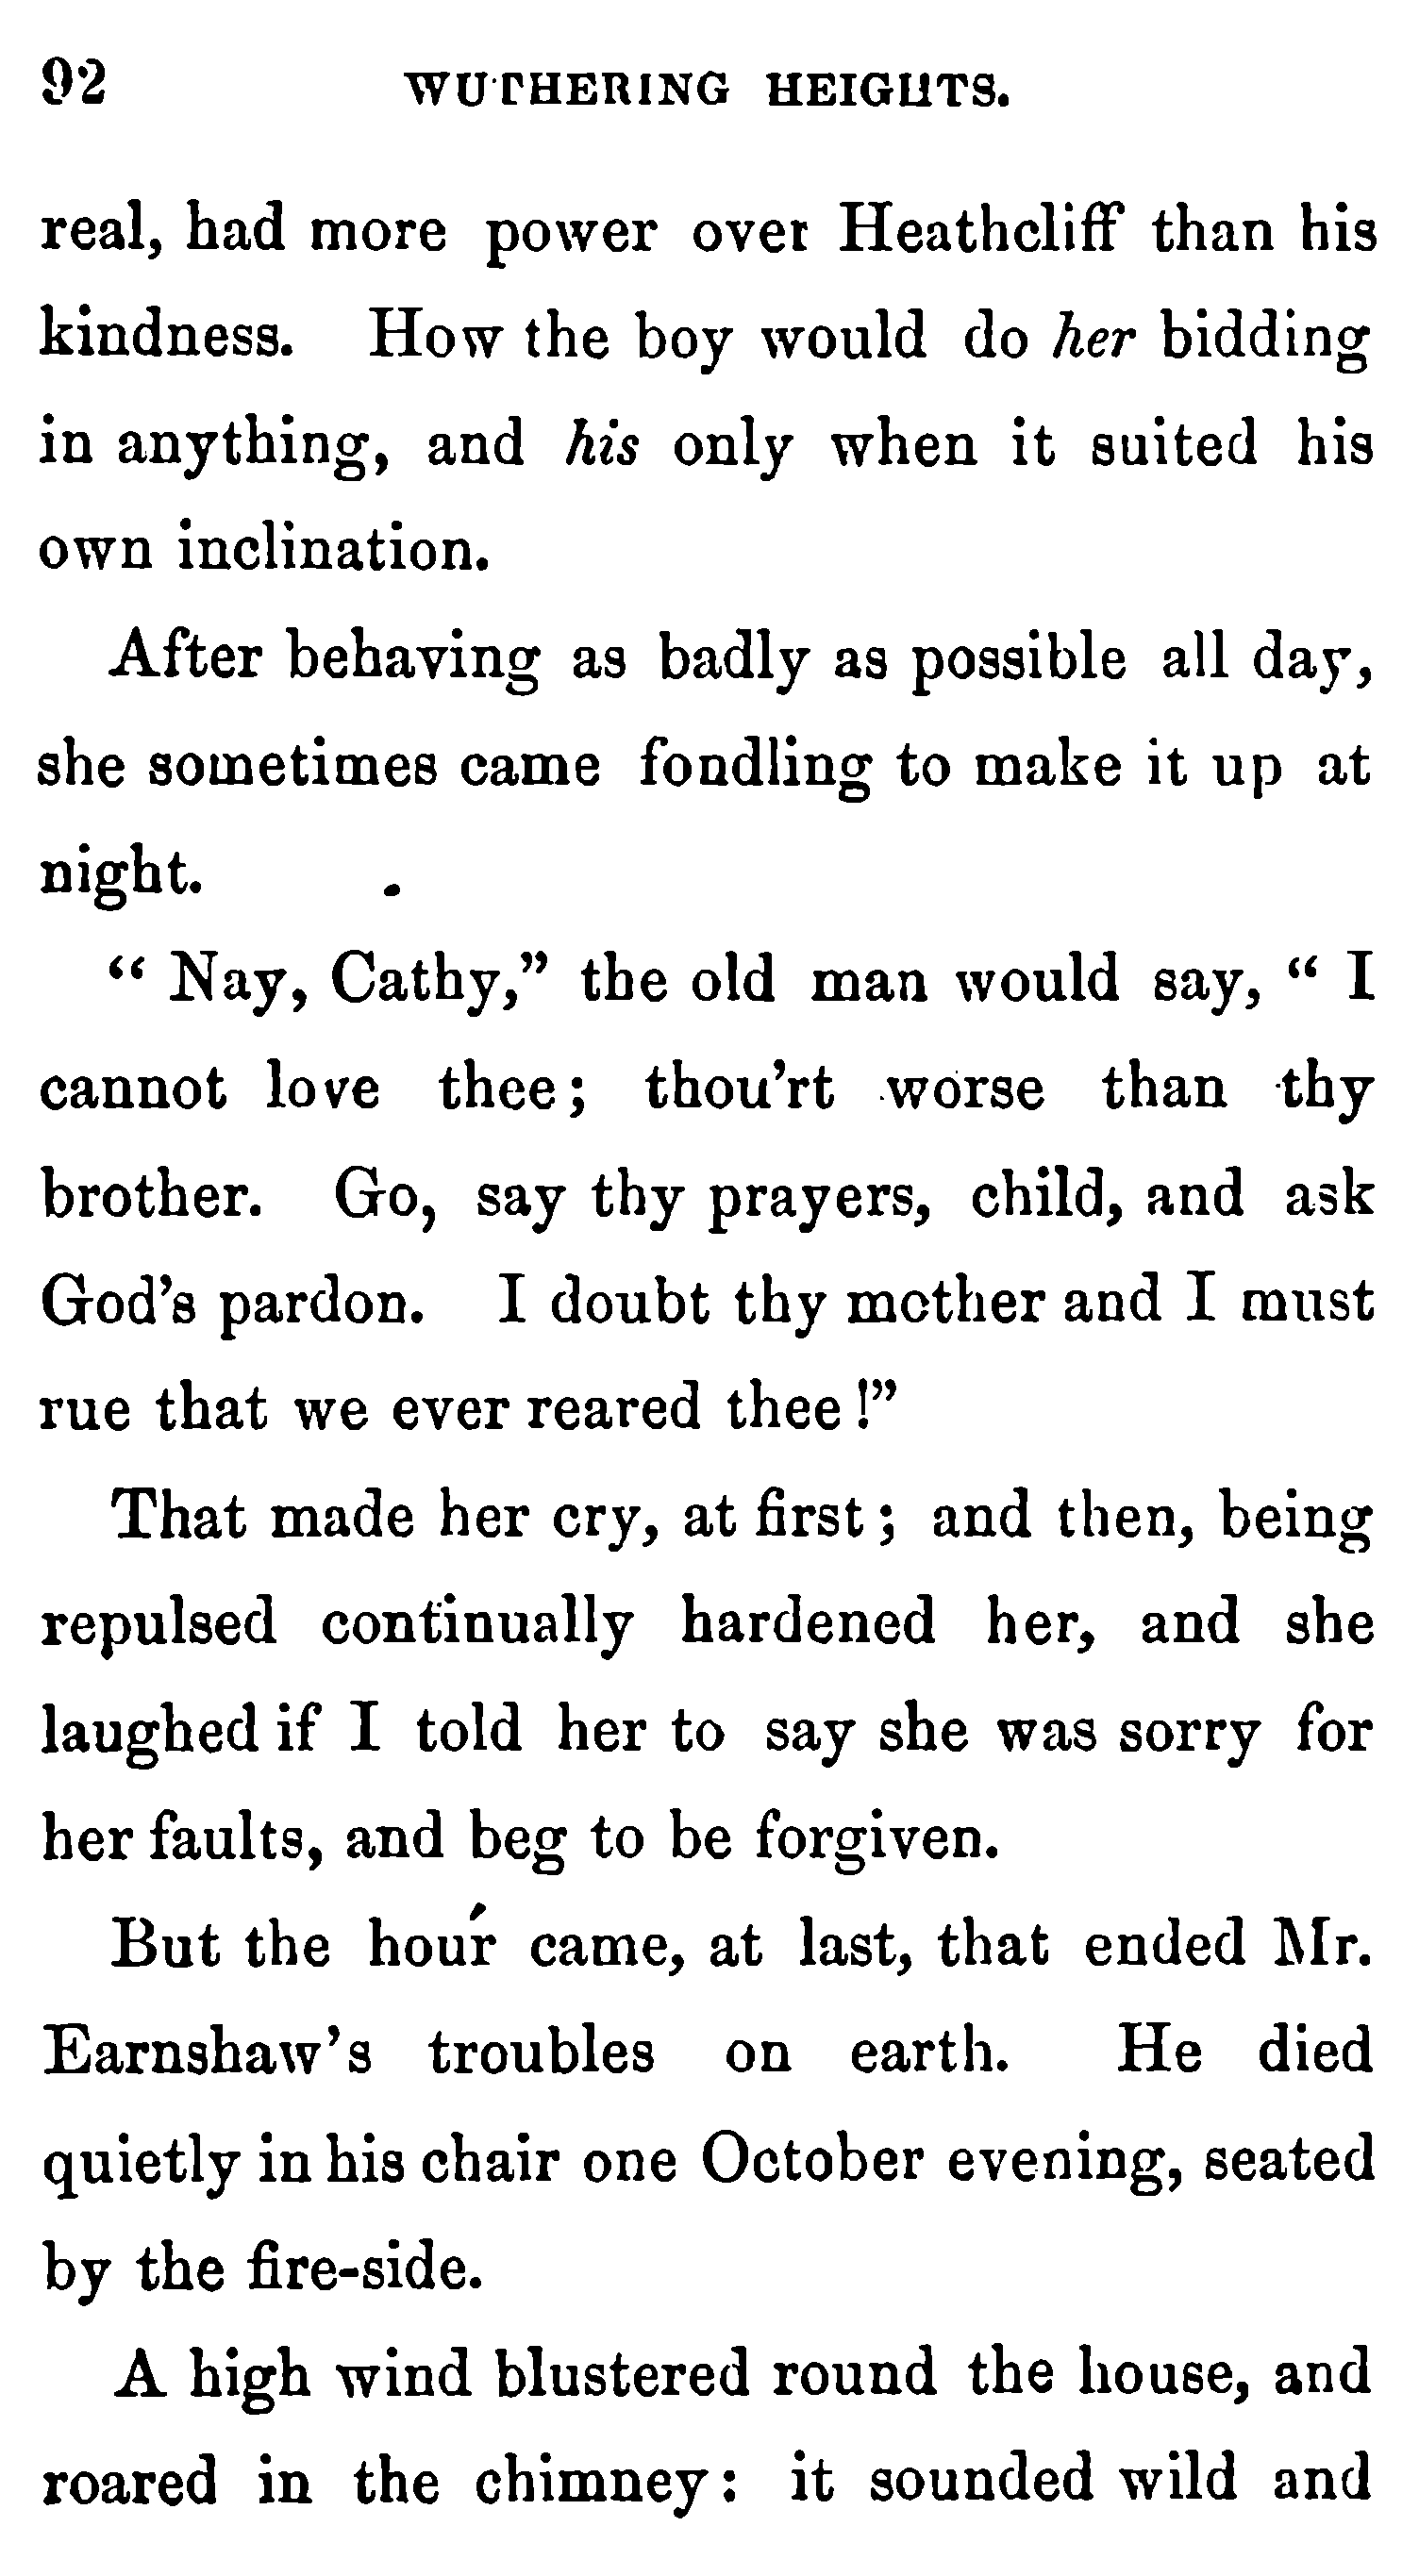 92 WUTHERING HEIGHTS.
real, had more power over Heathcliff than his
kindness. How the boy would do her bidding
in anything, and his only when it suited his
own inclination.
After behaving as badly as possible all day,
she sometimes came fondling to make it up at
night.
“ Nay, Cathy,” the old man would say, “ I
cannot love thee; thou'rt worse than thy
brother. Go, say thy prayers, child, and ask
God's pardon. I doubt thy mother and I must
rue that we ever reared thee !”
That made her cry, at first ; and then, being
repulsed continually hardened her, and she
laughed if I told her to say she was sorry for
her faults, and beg to be forgiven.
But the hour came, at last, that ended Mr.
Earnshaw's troubles on earth. He died
quietly in his chair one October evening, seated
by the fire-side.
A high wind blustered round the house, and
roared in the chimney: it sounded wild and